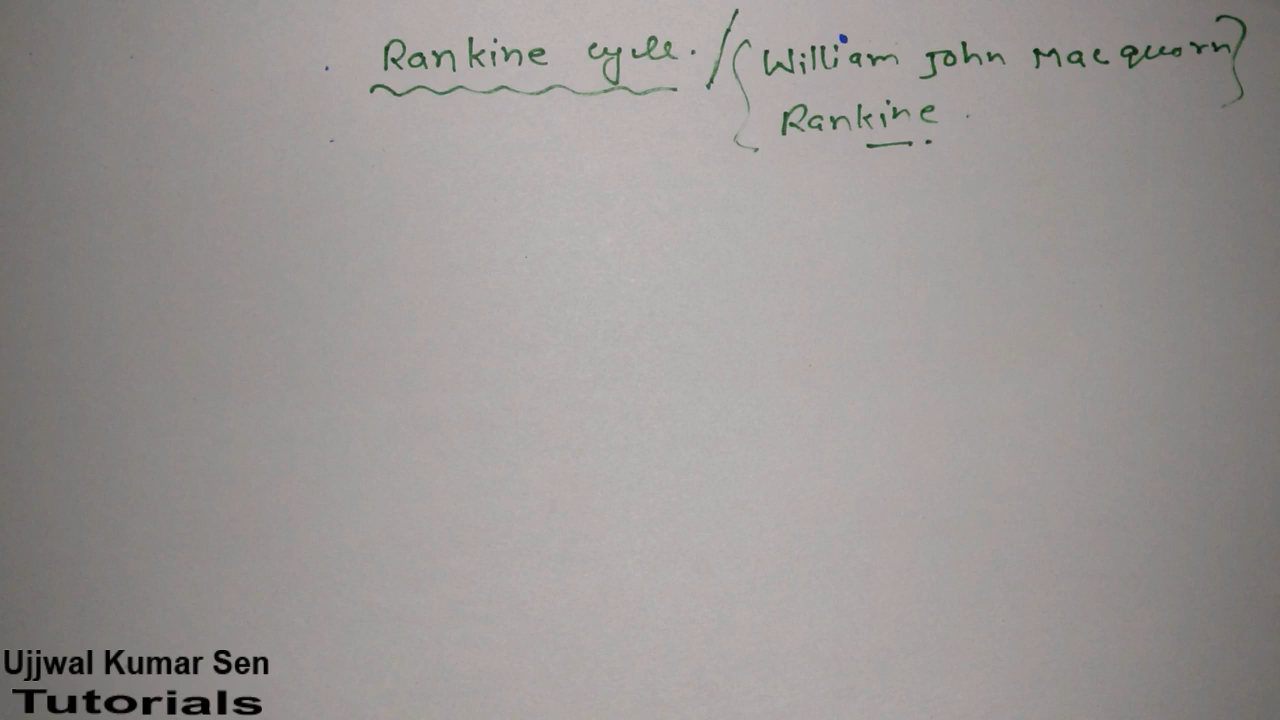 Rankine cycle. / { William John Macquorn }
Rankine.
Ujjwal Kumar Sen
Tutorials